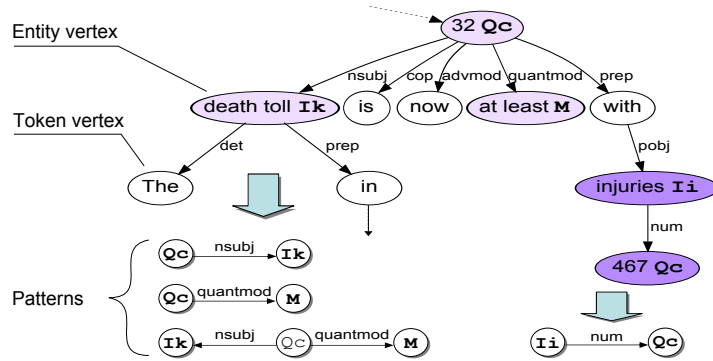 Entity vertex
32 Qc
nsubj
cop
advmod
quantmod
prep
death toll Ik
is
now
at least M
with
Token vertex
det
prep
pobj
The
in
injuries Ii
num
467 Qc
Patterns
Qc nsubj Ik
Qc quantmod M
Ik nsubj Qc quantmod M
Ii num Qc